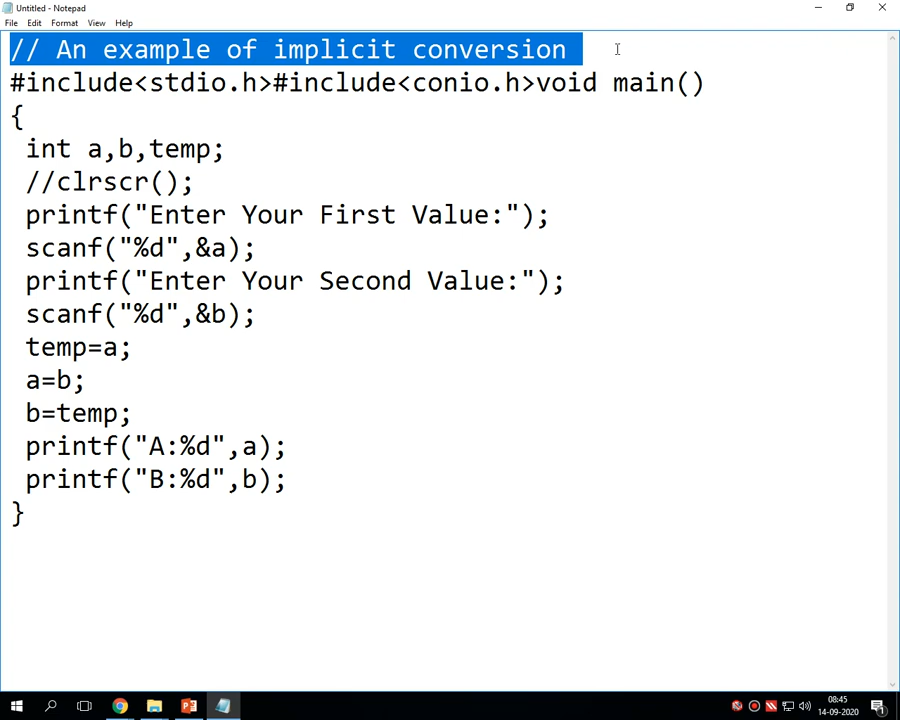 Untitled - Notepad
File Edit Format View Help
// An example of implicit conversion
#include<stdio.h>#include<conio.h>void main()
{
int a,b,temp;
//clrscr();
printf("Enter Your First Value:");
scanf("%d",&a);
printf("Enter Your Second Value:");
scanf("%d",&b);
temp=a;
a=b;
b=temp;
printf("A:%d",a);
printf("B:%d",b);
}
08:45
14-09-2020